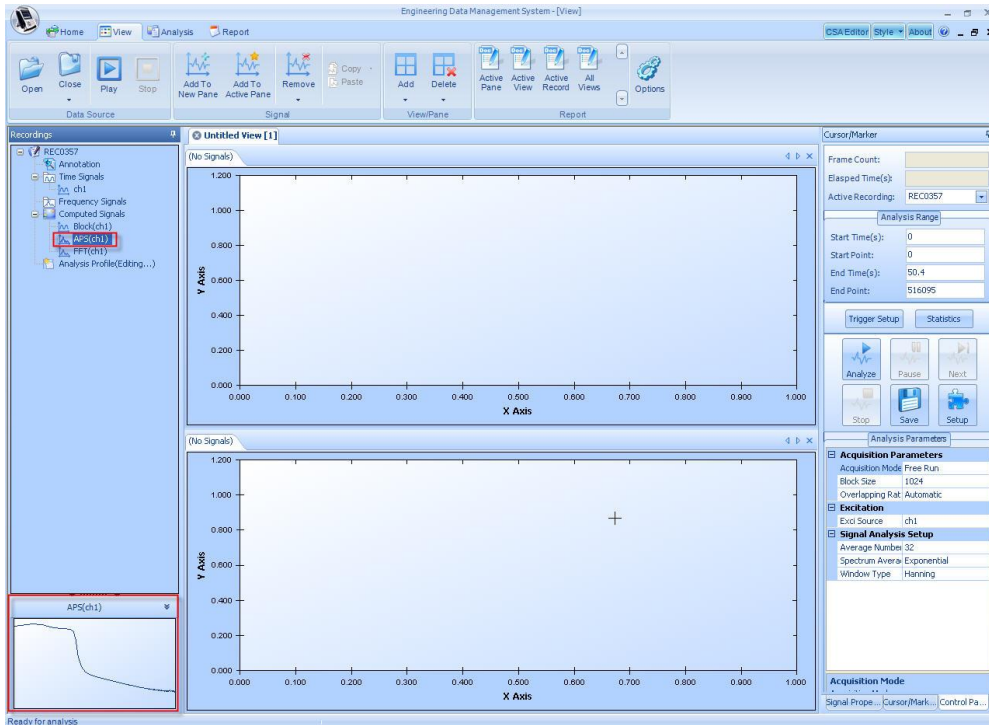 Engineering Data Management System - [View]
Home View Analysis Report
CSA Editor Style About
Open Close Play Stop
Add To New Pane Add To Active Pane Remove Copy Paste
Add Delete
Active Pane Active View Active Record All Views Options
Data Source Signal View/Pane Report
Recordings
REC0357
Annotation
Time Signals
ch1
Frequency Signals
Computed Signals
Block(ch1)
APS(ch1)
FFT(ch1)
Analysis Profile(Editing...)
APS(ch1)
Untitled View [1]
(No Signals)
1.200
1.000
0.800
0.600
0.400
0.200
0.000
Y Axis
0.000 0.100 0.200 0.300 0.400 0.500 0.600 0.700 0.800 0.900 1.000
X Axis
(No Signals)
1.200
1.000
0.800
0.600
0.400
0.200
0.000
Y Axis
0.000 0.100 0.200 0.300 0.400 0.500 0.600 0.700 0.800 0.900 1.000
X Axis
Cursor/Marker
Frame Count:
Elasped Time(s):
Active Recording: REC0357
Analysis Range
Start Time(s): 0
Start Point: 0
End Time(s): 50.4
End Point: 516095
Trigger Setup Statistics
Analyze Pause Next
Stop Save Setup
Analysis Parameters
Acquisition Parameters
Acquisition Mode Free Run
Block Size 1024
Overlapping Rat Automatic
Excitation
Exci Source ch1
Signal Analysis Setup
Average Number 32
Spectrum Avera Exponential
Window Type Hanning
Acquisition Mode
Signal Prope... Cursor/Mark... Control Pa...
Ready for analysis